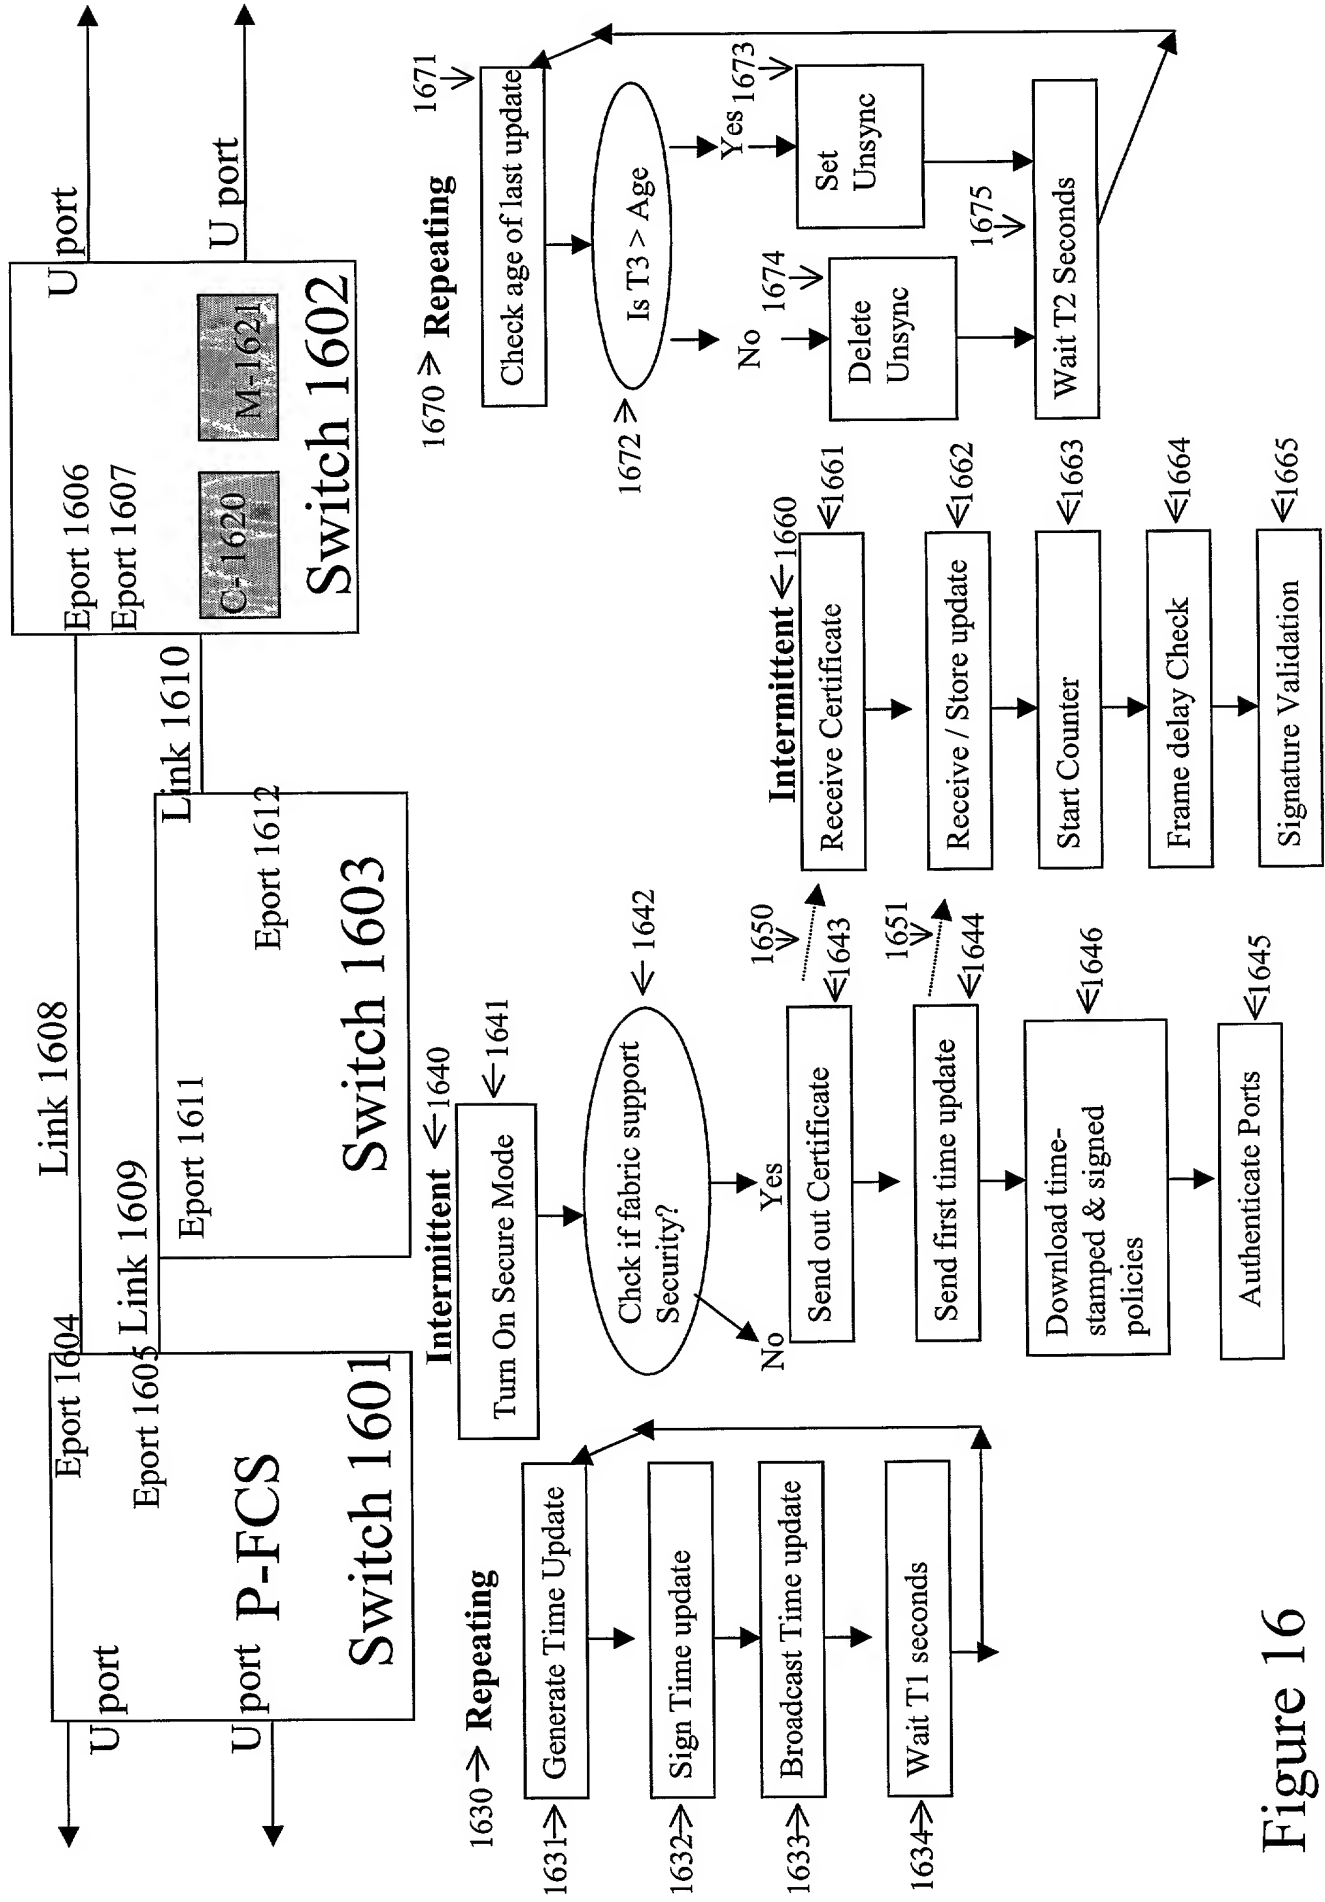 U port
U port
P-FCS
Switch 1601
Eport 1604
Eport 1605
Link 1608
Link 1609
Eport 1611
Eport 1612
Switch 1603
Link 1610
Eport 1606
Eport 1607
C-1620
M-1621
Switch 1602
U port
U port
1630
Repeating
1631
Generate Time Update
1632
Sign Time update
1633
Broadcast Time update
1634
Wait T1 seconds
Intermittent
1640
1641
Turn On Secure Mode
1642
Chck if fabric support
Security?
No
Yes
1650
1643
Send out Certificate
1651
1644
Send first time update
1646
Download time-
stamped & signed
policies
1645
Authenticate Ports
Intermittent
1660
1661
Receive Certificate
1662
Receive / Store update
1663
Start Counter
1664
Frame delay Check
1665
Signature Validation
1670
Repeating
1671
Check age of last update
1672
Is T3 > Age
No
Yes
1674
Delete
Unsync
1673
Set
Unsync
1675
Wait T2 Seconds
Figure 16